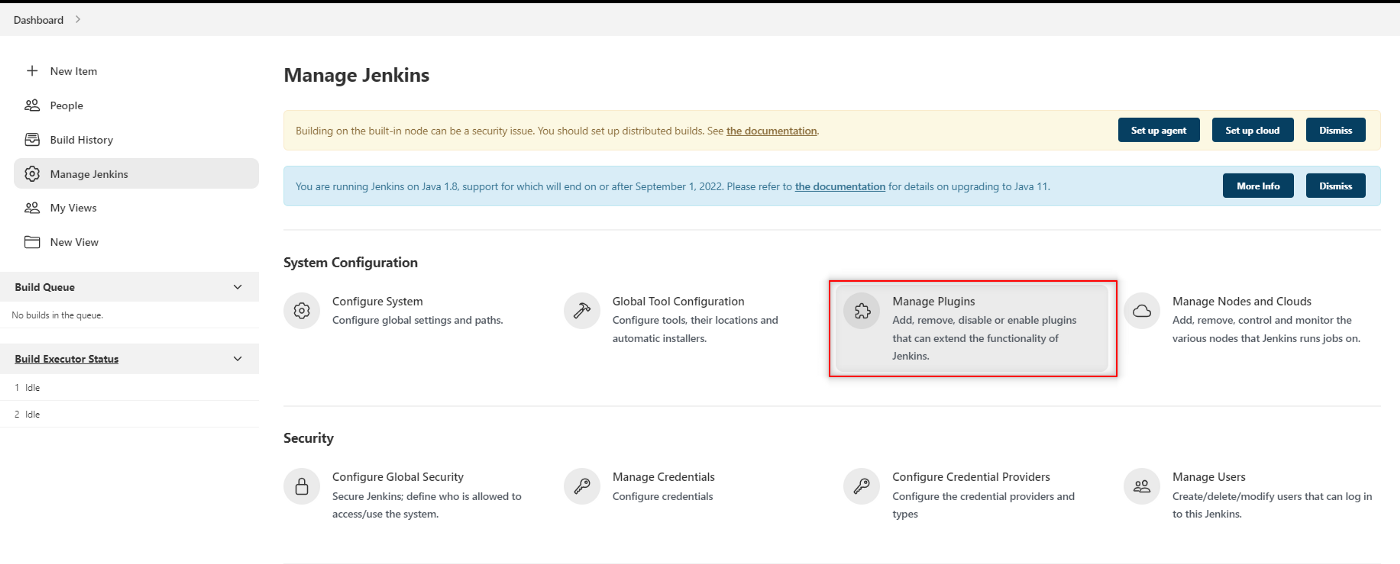 Dashboard
New Item
People
Build History
Manage Jenkins
My Views
New View
Build Queue
No builds in the queue.
Build Executor Status
1 Idle
2 Idle
Manage Jenkins
Building on the built-in node can be a security issue. You should set up distributed builds. See the documentation.
Set up agent
Set up cloud
Dismiss
You are running Jenkins on Java 1.8, support for which will end on or after September 1, 2022. Please refer to the documentation for details on upgrading to Java 11.
More Info
Dismiss
System Configuration
Configure System
Configure global settings and paths.
Global Tool Configuration
Configure tools, their locations and
automatic installers.
Manage Plugins
Add, remove, disable or enable plugins
that can extend the functionality of
Jenkins.
Manage Nodes and Clouds
Add, remove, control and monitor the
various nodes that Jenkins runs jobs on.
Security
Configure Global Security
Secure Jenkins; define who is allowed to
access/use the system.
Manage Credentials
Configure credentials
Configure Credential Providers
Configure the credential providers and
types
Manage Users
Create/delete/modify users that can log in
to this Jenkins.